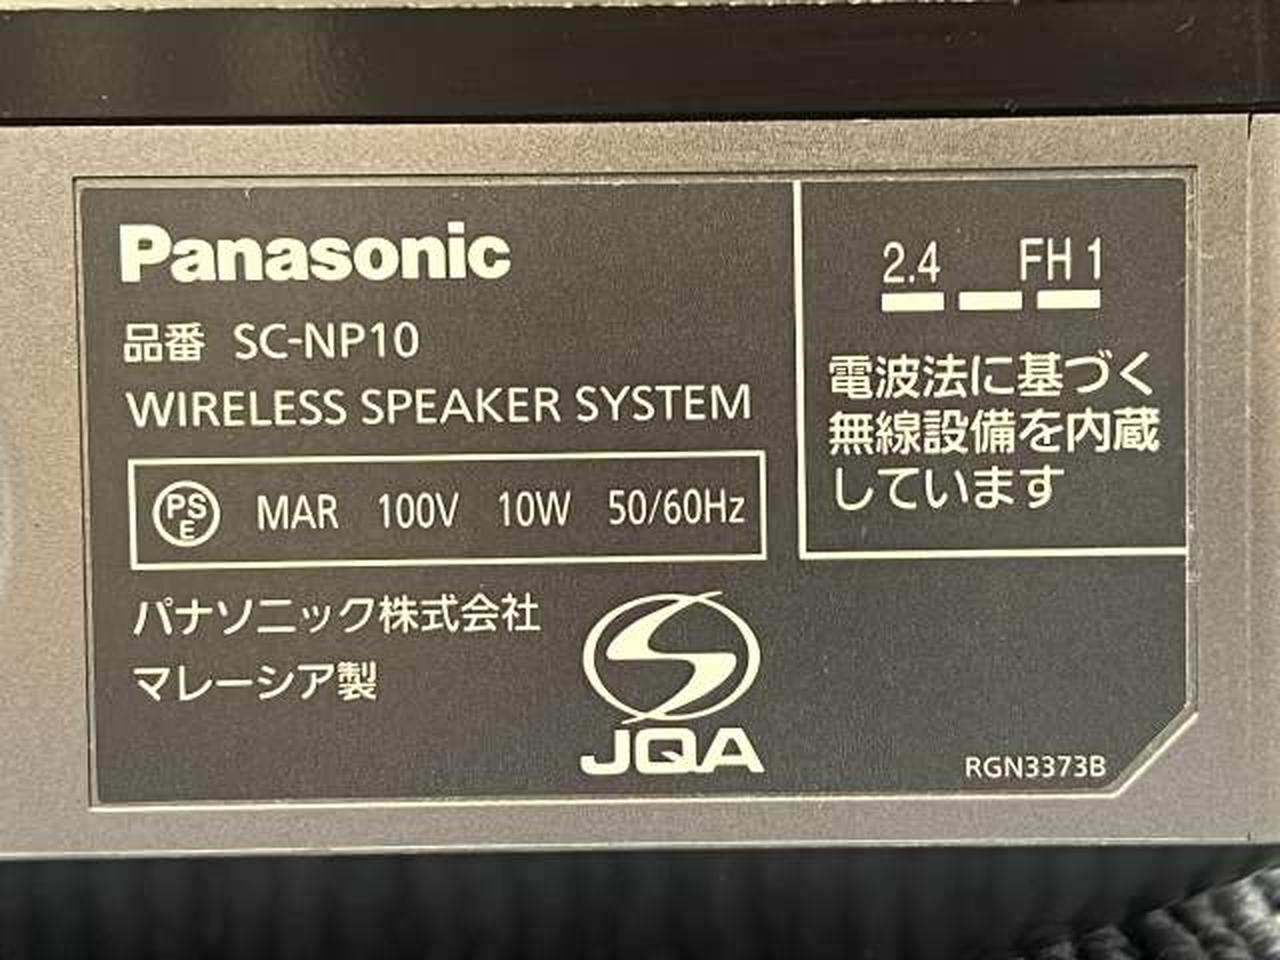 Panasonic
品番 SC-NP10
WIRELESS SPEAKER SYSTEM
PSE MAR 100V 10W 50/60Hz
パナソニック株式会社
マレーシア製
JQA
2.4 FH 1
電波法に基づく
無線設備を内蔵
しています
RGN3373B